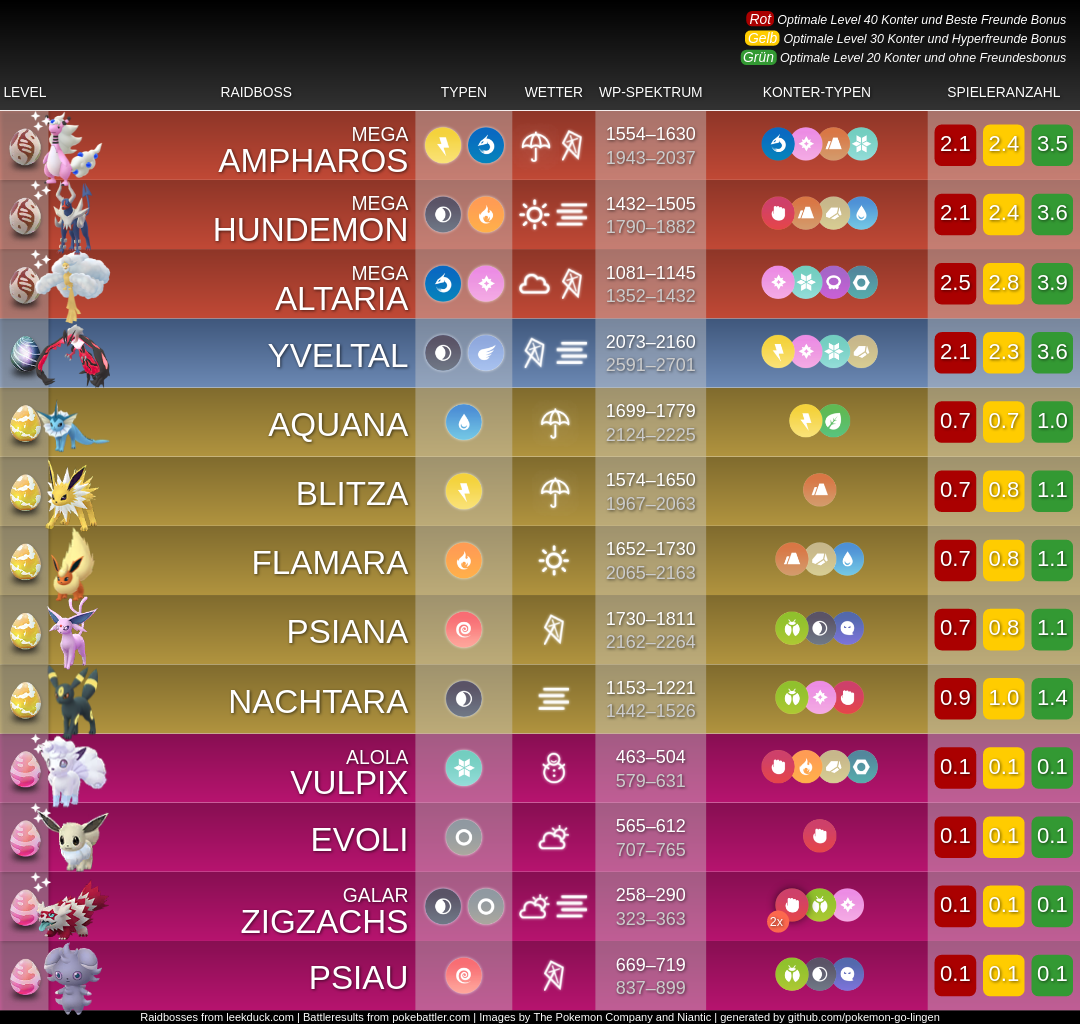 Rot Optimale Level 40 Konter und Beste Freunde Bonus
Gelb Optimale Level 30 Konter und Hyperfreunde Bonus
Grün Optimale Level 20 Konter und ohne Freundesbonus
LEVEL RAIDBOSS TYPEN WETTER WP-SPEKTRUM KONTER-TYPEN SPIELERANZAHL
MEGA
AMPHAROS
1554–1630
1943–2037
2.1 2.4 3.5
MEGA
HUNDEMON
1432–1505
1790–1882
2.1 2.4 3.6
MEGA
ALTARIA
1081–1145
1352–1432
2.5 2.8 3.9
YVELTAL
2073–2160
2591–2701
2.1 2.3 3.6
AQUANA
1699–1779
2124–2225
0.7 0.7 1.0
BLITZA
1574–1650
1967–2063
0.7 0.8 1.1
FLAMARA
1652–1730
2065–2163
0.7 0.8 1.1
PSIANA
1730–1811
2162–2264
0.7 0.8 1.1
NACHTARA
1153–1221
1442–1526
0.9 1.0 1.4
ALOLA
VULPIX
463–504
579–631
0.1 0.1 0.1
EVOLI
565–612
707–765
0.1 0.1 0.1
GALAR
ZIGZACHS
258–290
323–363
2x
0.1 0.1 0.1
PSIAU
669–719
837–899
0.1 0.1 0.1
Raidbosses from leekduck.com | Battleresults from pokebattler.com | Images by The Pokemon Company and Niantic | generated by github.com/pokemon-go-lingen